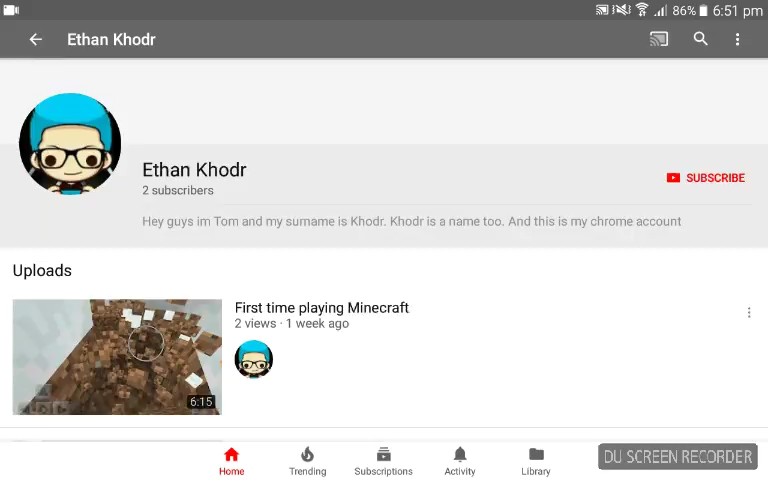 86% 6:51 pm
Ethan Khodr
Ethan Khodr
2 subscribers
SUBSCRIBE
Hey guys im Tom and my surname is Khodr. Khodr is a name too. And this is my chrome account
Uploads
First time playing Minecraft
2 views · 1 week ago
6:15
Home Trending Subscriptions Activity Library
DU SCREEN RECORDER